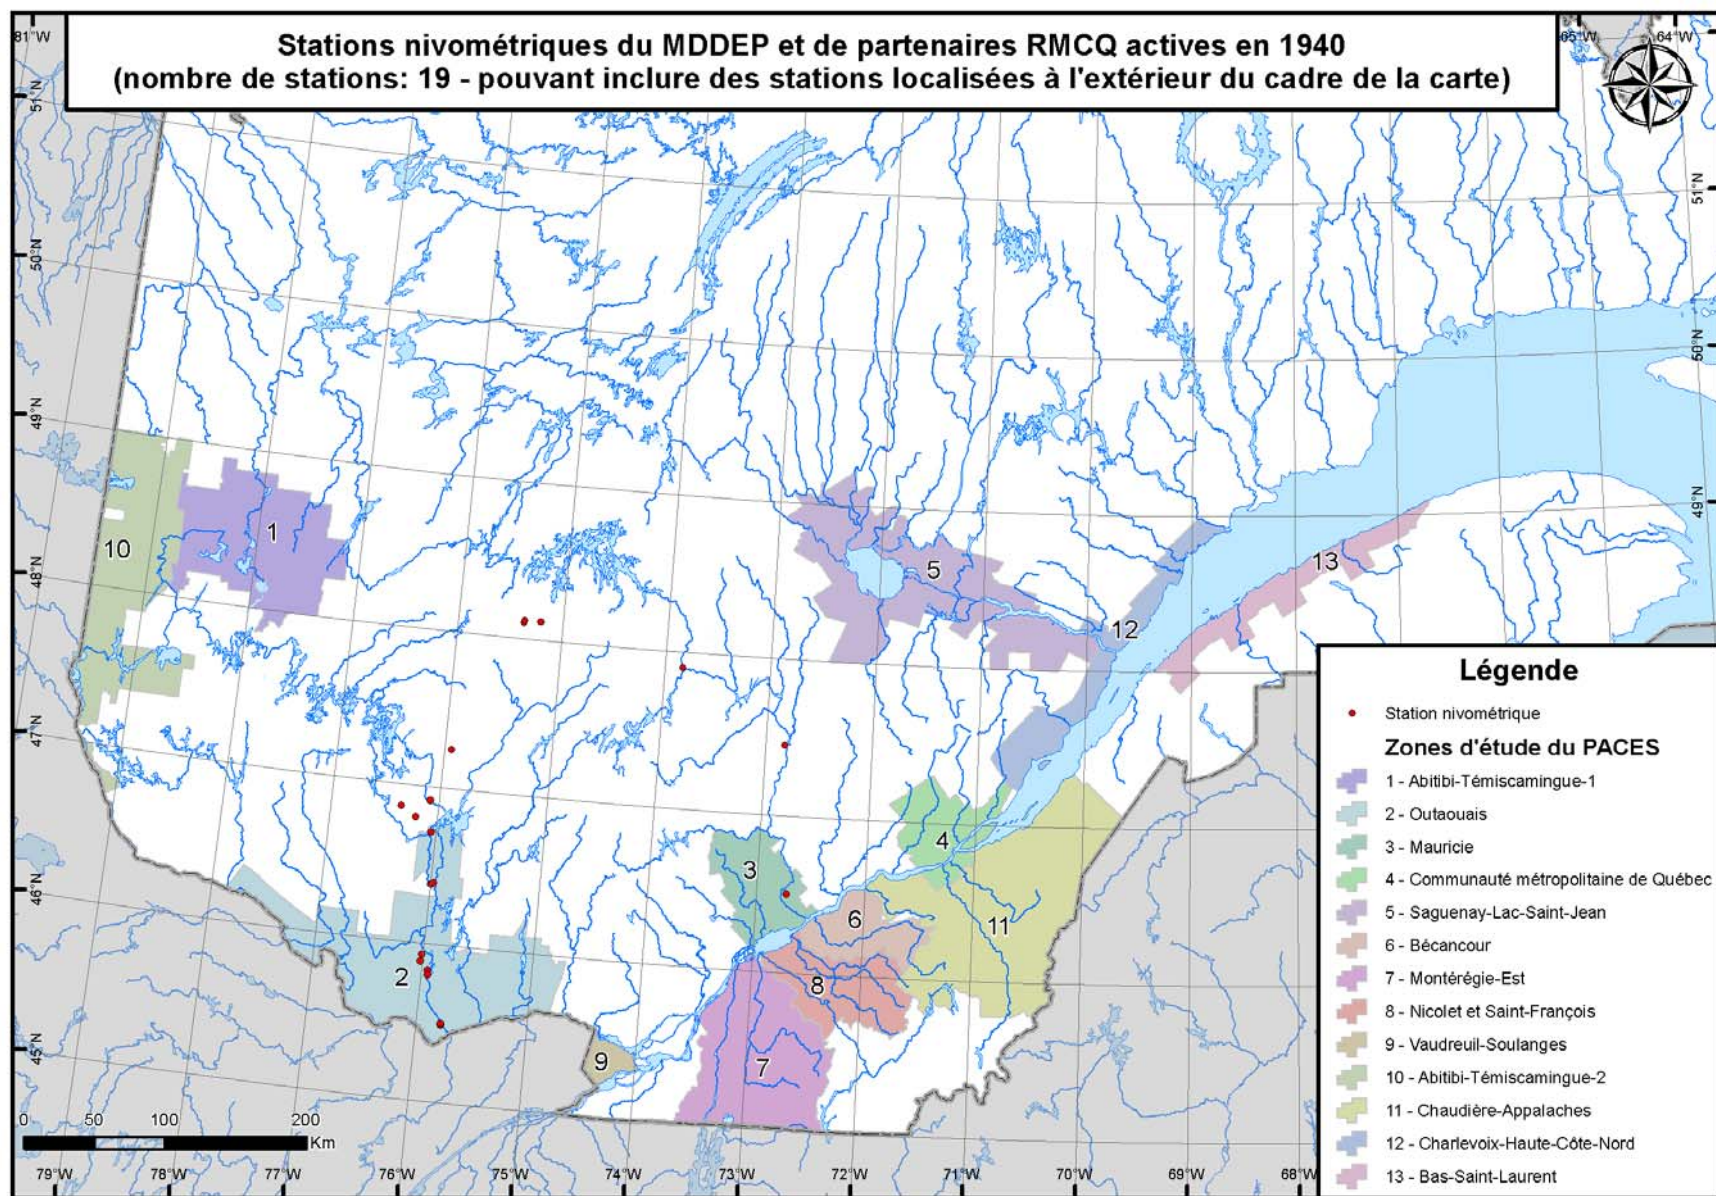 Stations nivométriques du MDDEP et de partenaires RMCQ actives en 1940
(nombre de stations: 19 - pouvant inclure des stations localisées à l'extérieur du cadre de la carte)
81°W
65°W
64°W
51°N
51°N
50°N
50°N
49°N
49°N
48°N
47°N
46°N
45°N
1
10
5
12
13
3
4
6
11
2
8
9
7
Légende
Station nivométrique
Zones d'étude du PACES
1 - Abitibi-Témiscamingue-1
2 - Outaouais
3 - Mauricie
4 - Communauté métropolitaine de Québec
5 - Saguenay-Lac-Saint-Jean
6 - Bécancour
7 - Montérégie-Est
8 - Nicolet et Saint-François
9 - Vaudreuil-Soulanges
10 - Abitibi-Témiscamingue-2
11 - Chaudière-Appalaches
12 - Charlevoix-Haute-Côte-Nord
13 - Bas-Saint-Laurent
0 50 100 200
Km
79°W 78°W 77°W 76°W 75°W 74°W 73°W 72°W 71°W 70°W 69°W 68°W